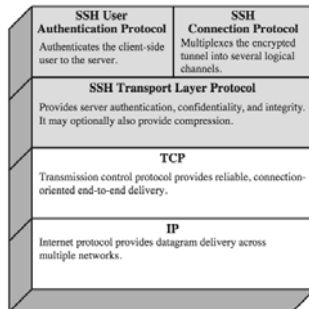 SSH User
Authentication Protocol
Authenticates the client-side
user to the server.
SSH
Connection Protocol
Multiplexes the encrypted
tunnel into several logical
channels.
SSH Transport Layer Protocol
Provides server authentication, confidentiality, and integrity.
It may optionally also provide compression.
TCP
Transmission control protocol provides reliable, connection-
oriented end-to-end delivery.
IP
Internet protocol provides datagram delivery across
multiple networks.